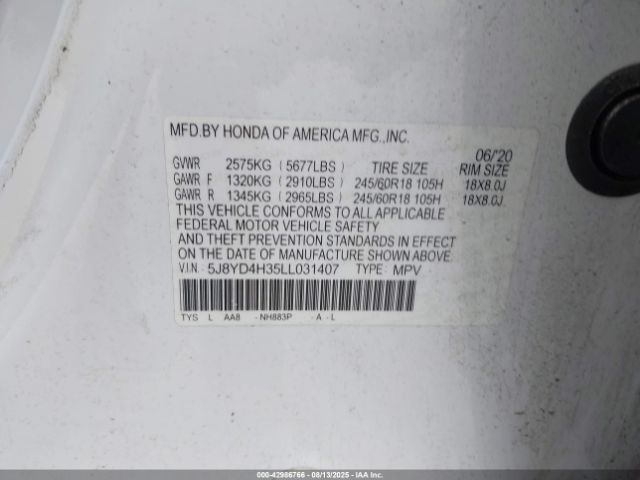 MFD.BY HONDA OF AMERICA MFG.,INC.
06/'20
GVWR 2575KG (5677LBS) TIRE SIZE RIM SIZE
GAWR F 1320KG (2910LBS) 245/60R18 105H 18X8.0J
GAWR R 1345KG (2965LBS) 245/60R18 105H 18X8.0J
THIS VEHICLE CONFORMS TO ALL APPLICABLE
FEDERAL MOTOR VEHICLE SAFETY
AND THEFT PREVENTION STANDARDS IN EFFECT
ON THE DATE OF MANUFACTURE SHOWN ABOVE.
V.I.N. 5J8YD4H35LL031407 TYPE: MPV
TYS L AA8 - NH883P - A - L
000-42986766 - 08/13/2025 - IAAI.COM